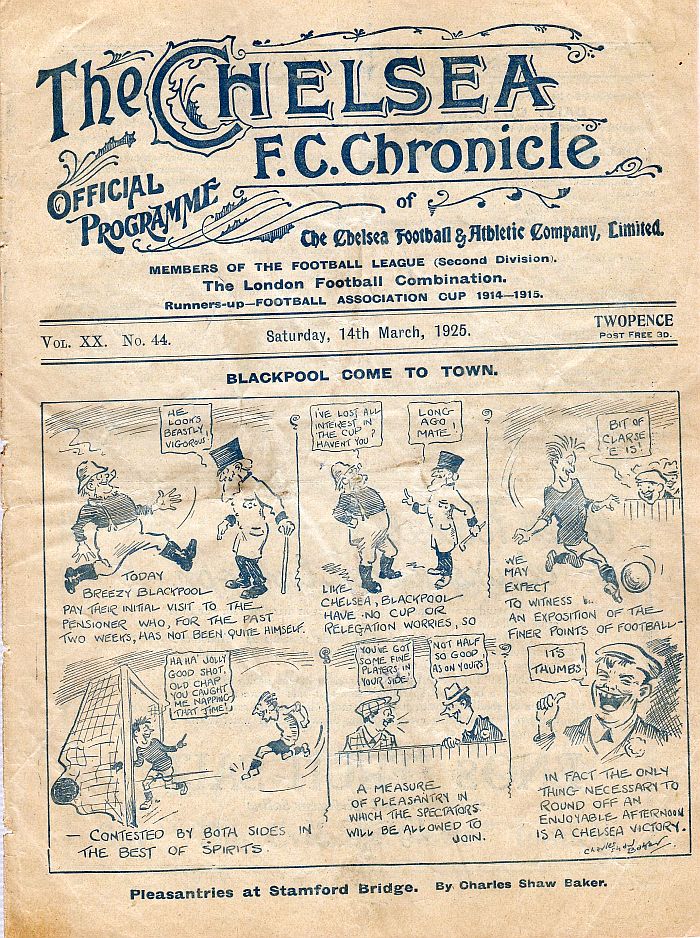 The CHELSEA
F.C. Chronicle
OFFICIAL
PROGRAMME
of
The Chelsea Football & Athletic Company, Limited.
MEMBERS OF THE FOOTBALL LEAGUE (Second Division).
The London Football Combination.
Runners-up—FOOTBALL ASSOCIATION CUP 1914—1915.
VOL. XX. No. 44.
Saturday, 14th March, 1925.
TWOPENCE
POST FREE 3D.
BLACKPOOL COME TO TOWN.
HE
LOOKS
BEASTLY
VIGOROUS!
TODAY
BREEZY BLACKPOOL
PAY THEIR INITIAL VISIT TO THE
PENSIONER WHO, FOR THE PAST
TWO WEEKS, HAS NOT BEEN QUITE HIMSELF.
I'VE LOST ALL
INTEREST IN
THE CUP?
HAVENT YOU
LONG
AGO
MATE!
LIKE
CHELSEA, BLACKPOOL
HAVE NO CUP OR
RELEGATION WORRIES, SO
BIT OF
CLARSE
'E IS!
WE
MAY
EXPECT
TO WITNESS
AN EXPOSITION OF THE
FINER POINTS OF FOOTBALL-
HA HA' JOLLY
GOOD SHOT.
OLD CHAP
YOU CAUGHT
ME NAPPING
THAT TIME!
— CONTESTED BY BOTH SIDES IN
THE BEST OF SPIRITS.
YOU'VE GOT
SOME FINE
PLAYERS IN
YOUR SIDE!
NOT HALF
SO GOOD,
AS ON YOURS
A MEASURE
OF PLEASANTRY IN
WHICH THE SPECTATORS
WILL BE ALLOWED TO
JOIN.
IT'S
THUMBS!
IN FACT THE ONLY
THING NECESSARY TO
ROUND OFF AN
ENJOYABLE AFTERNOON
IS A CHELSEA VICTORY.
Charles Shaw
Baker
Pleasantries at Stamford Bridge. By Charles Shaw Baker.